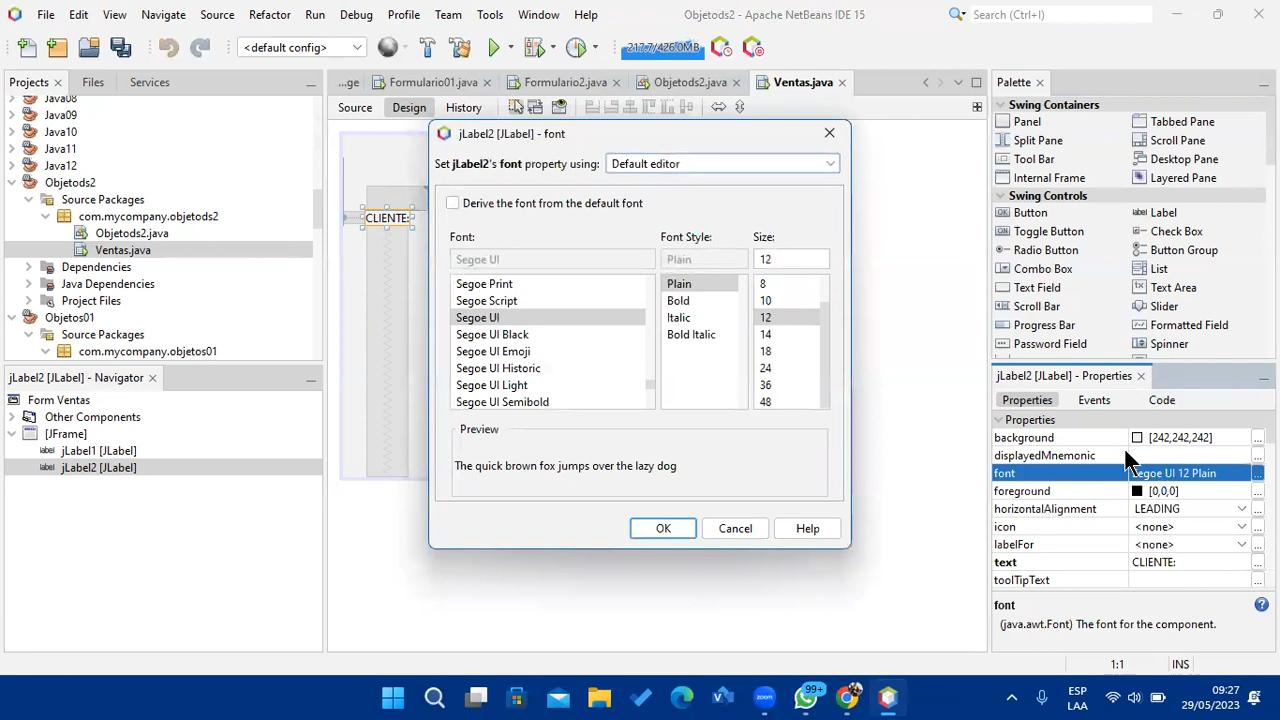 File Edit View Navigate Source Refactor Run Debug Profile Team Tools Window Help
Objetods2 - Apache NetBeans IDE 15
Search (Ctrl+I)
<default config>
217.7/426.0MB
Projects
Files
Services
Java08
Java09
Java10
Java11
Java12
Objetods2
Source Packages
com.mycompany.objetods2
Objetods2.java
Ventas.java
Dependencies
Java Dependencies
Project Files
Objetos01
Source Packages
com.mycompany.objetos01
jLabel2 [JLabel] - Navigator
Form Ventas
Other Components
[JFrame]
jLabel1 [JLabel]
jLabel2 [JLabel]
...ge
Formulario01.java
Formulario2.java
Objetods2.java
Ventas.java
Source
Design
History
CLIENTE:
jLabel2 [JLabel] - font
Set jLabel2's font property using:
Default editor
Derive the font from the default font
Font:
Font Style:
Size:
Segoe UI
Plain
12
Segoe Print
Segoe Script
Segoe UI
Segoe UI Black
Segoe UI Emoji
Segoe UI Historic
Segoe UI Light
Segoe UI Semibold
Plain
Bold
Italic
Bold Italic
8
10
12
14
18
24
36
48
Preview
The quick brown fox jumps over the lazy dog
OK
Cancel
Help
Palette
Swing Containers
Panel
Tabbed Pane
Split Pane
Scroll Pane
Tool Bar
Desktop Pane
Internal Frame
Layered Pane
Swing Controls
Button
Label
Toggle Button
Check Box
Radio Button
Button Group
Combo Box
List
Text Field
Text Area
Scroll Bar
Slider
Progress Bar
Formatted Field
Password Field
Spinner
jLabel2 [JLabel] - Properties
Properties
Events
Code
Properties
background [242,242,242] ...
displayedMnemonic ...
font Segoe UI 12 Plain ...
foreground [0,0,0] ...
horizontalAlignment LEADING ...
icon <none> ...
labelFor <none> ...
text CLIENTE: ...
toolTipText ...
font
(java.awt.Font) The font for the component.
1:1
INS
99+
ESP
LAA
09:27
29/05/2023